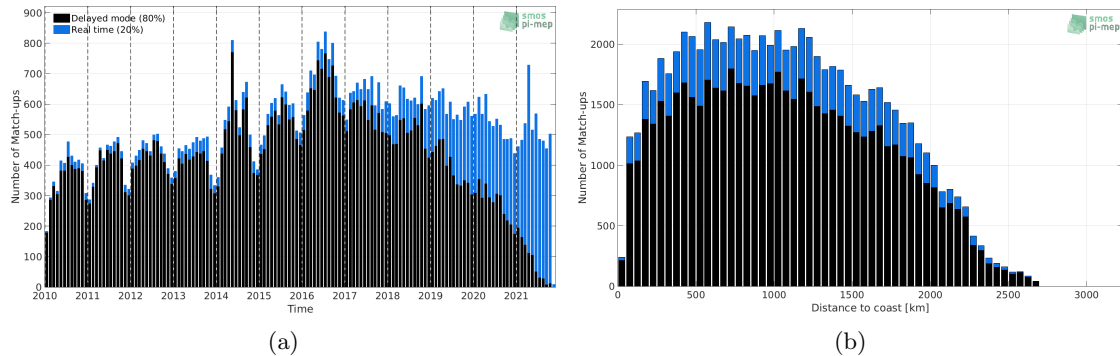 Delayed mode (80%)
Real time (20%)
smos
pi-mep
Number of Match-ups
900
800
700
600
500
400
300
200
100
0
2010 2011 2012 2013 2014 2015 2016 2017 2018 2019 2020 2021
Time
(a)
smos
pi-mep
Number of Match-ups
2000
1500
1000
500
0
0 500 1000 1500 2000 2500 3000
Distance to coast [km]
(b)